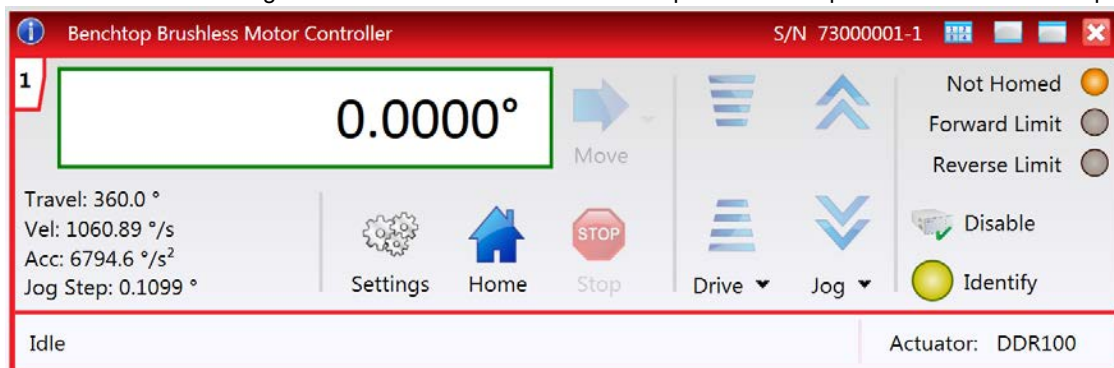 Benchtop Brushless Motor Controller S/N 73000001-1
1
0.0000°
Move
Not Homed
Forward Limit
Reverse Limit
Travel: 360.0 °
Vel: 1060.89 °/s
Acc: 6794.6 °/s²
Jog Step: 0.1099 °
Settings
Home
STOP
Stop
Drive
Jog
Disable
Identify
Idle
Actuator: DDR100